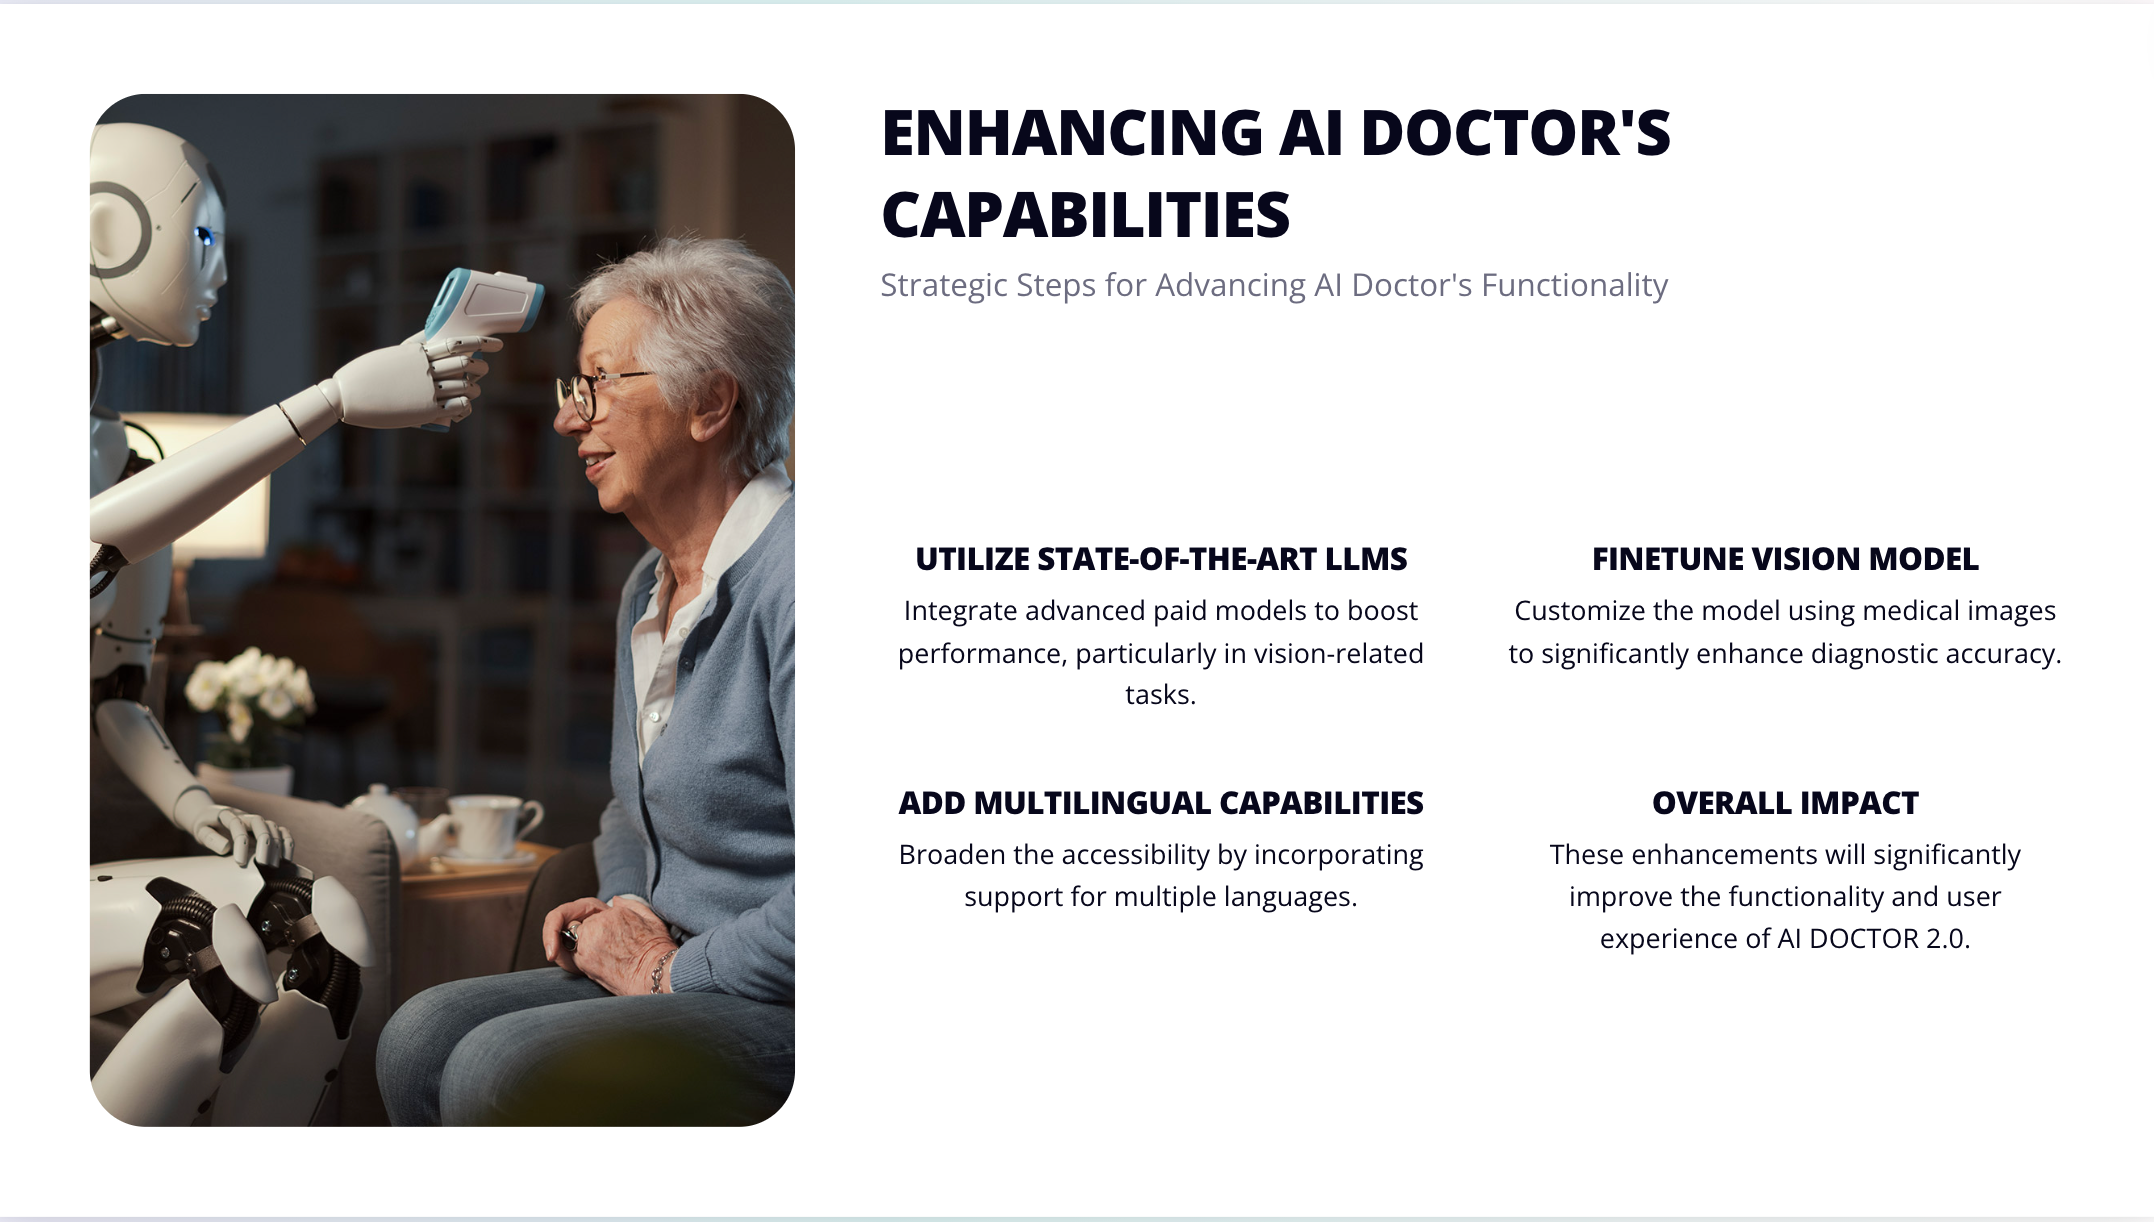 ENHANCING AI DOCTOR'S
CAPABILITIES
Strategic Steps for Advancing AI Doctor's Functionality
UTILIZE STATE-OF-THE-ART LLMS
Integrate advanced paid models to boost
performance, particularly in vision-related
tasks.
FINETUNE VISION MODEL
Customize the model using medical images
to significantly enhance diagnostic accuracy.
ADD MULTILINGUAL CAPABILITIES
Broaden the accessibility by incorporating
support for multiple languages.
OVERALL IMPACT
These enhancements will significantly
improve the functionality and user
experience of AI DOCTOR 2.0.